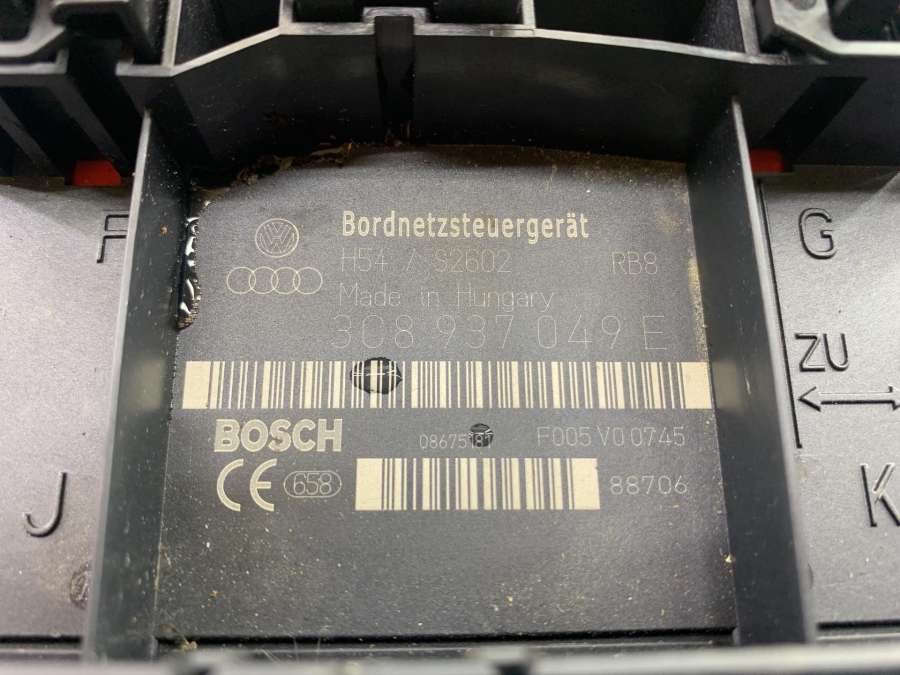 F
G
Bordnetzsteuergerät
H54 / S2602 RB8
Made in Hungary
3C8 937 049 E
ZU
BOSCH
F005 V0 0745
CE 658
88706
J
K